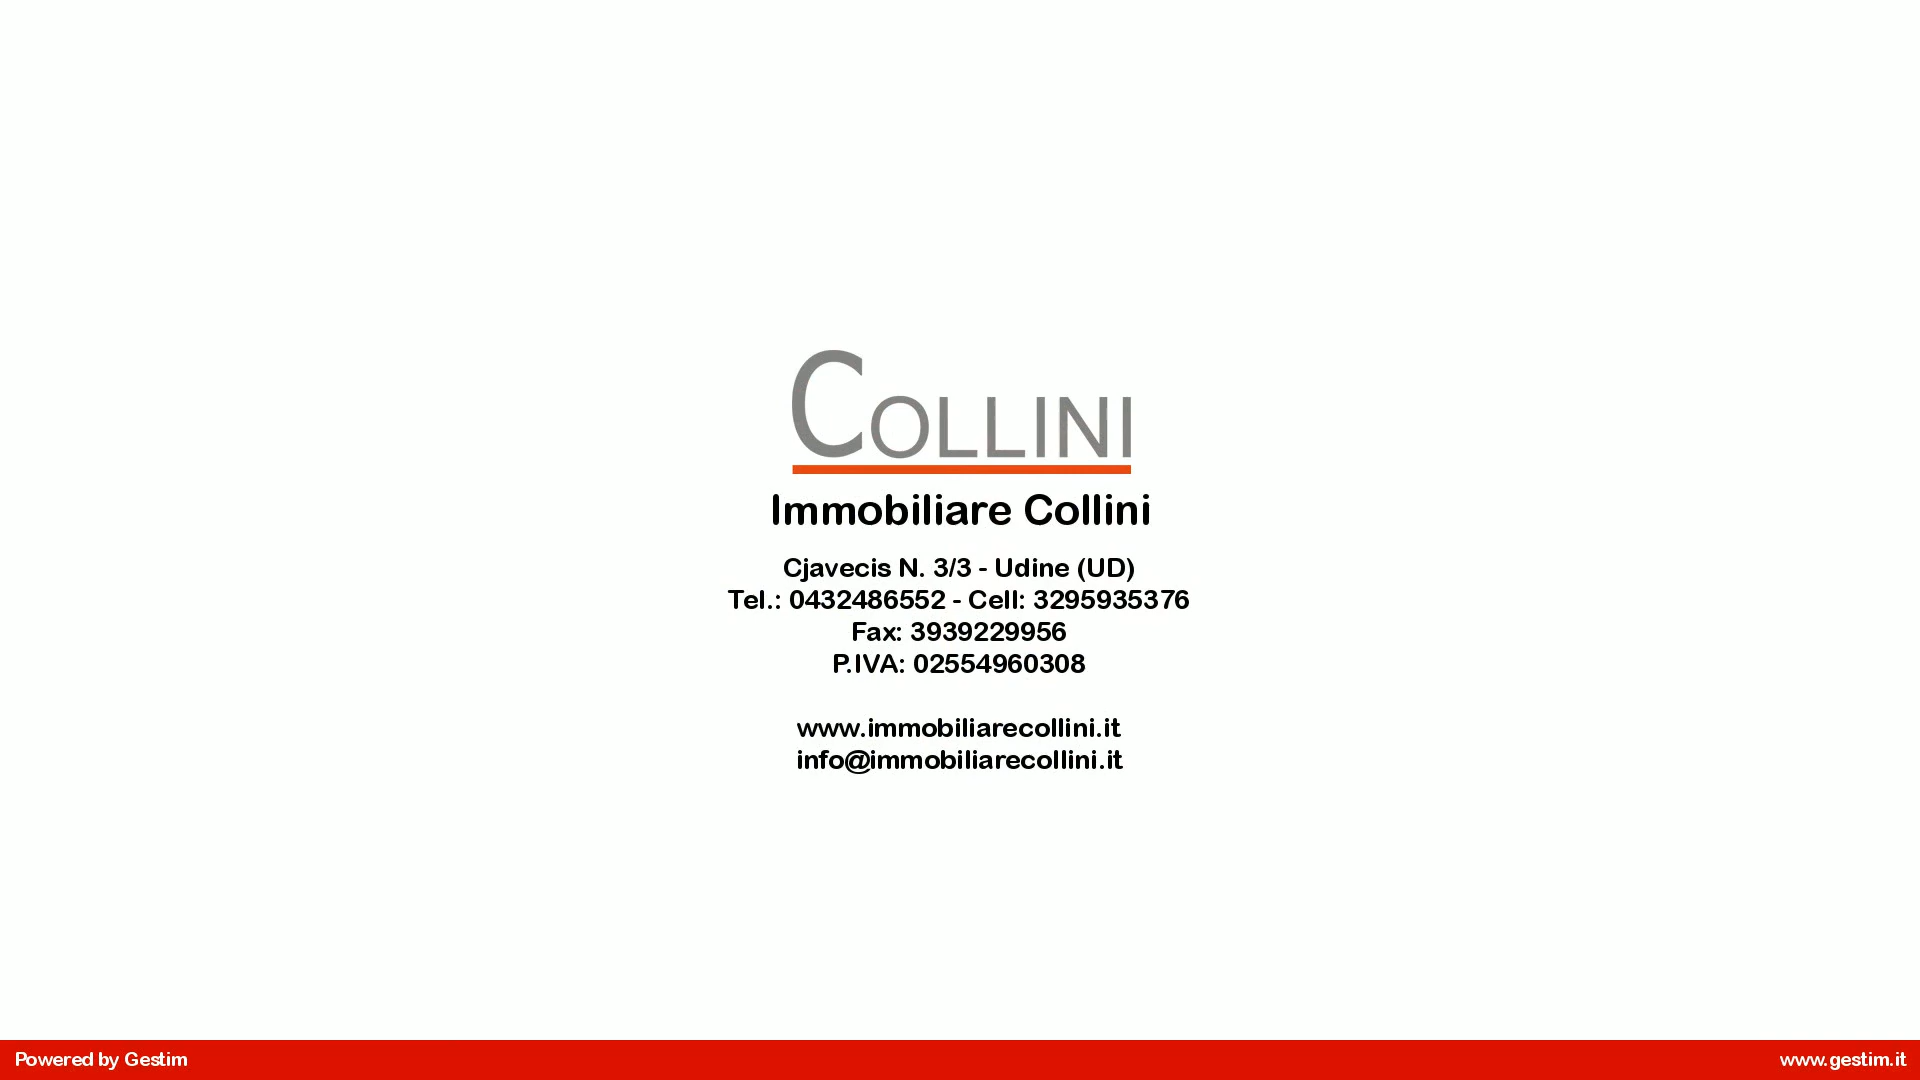 COLLINI
Immobiliare Collini
Cjavecis N. 3/3 - Udine (UD)
Tel.: 0432486552 - Cell: 3295935376
Fax: 3939229956
P.IVA: 02554960308
www.immobiliarecollini.it
info@immobiliarecollini.it
Powered by Gestim
www.gestim.it